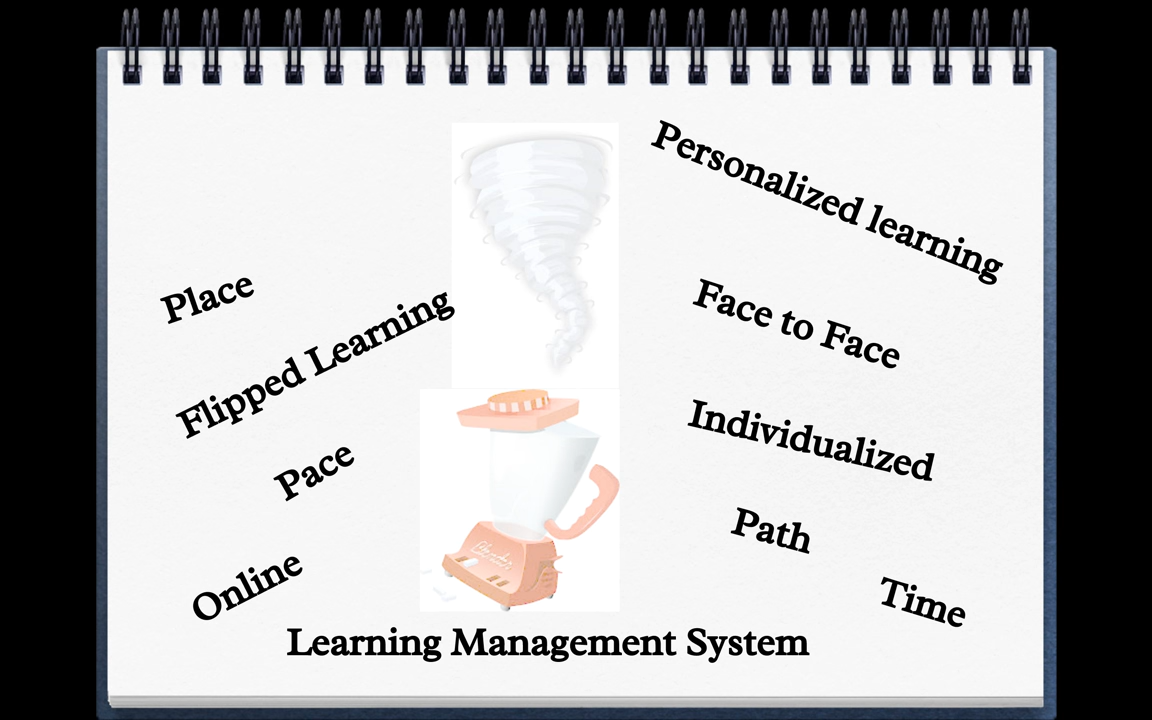 Personalized learning
Place
Flipped Learning
Face to Face
Pace
Individualized
Path
Online
Time
Learning Management System